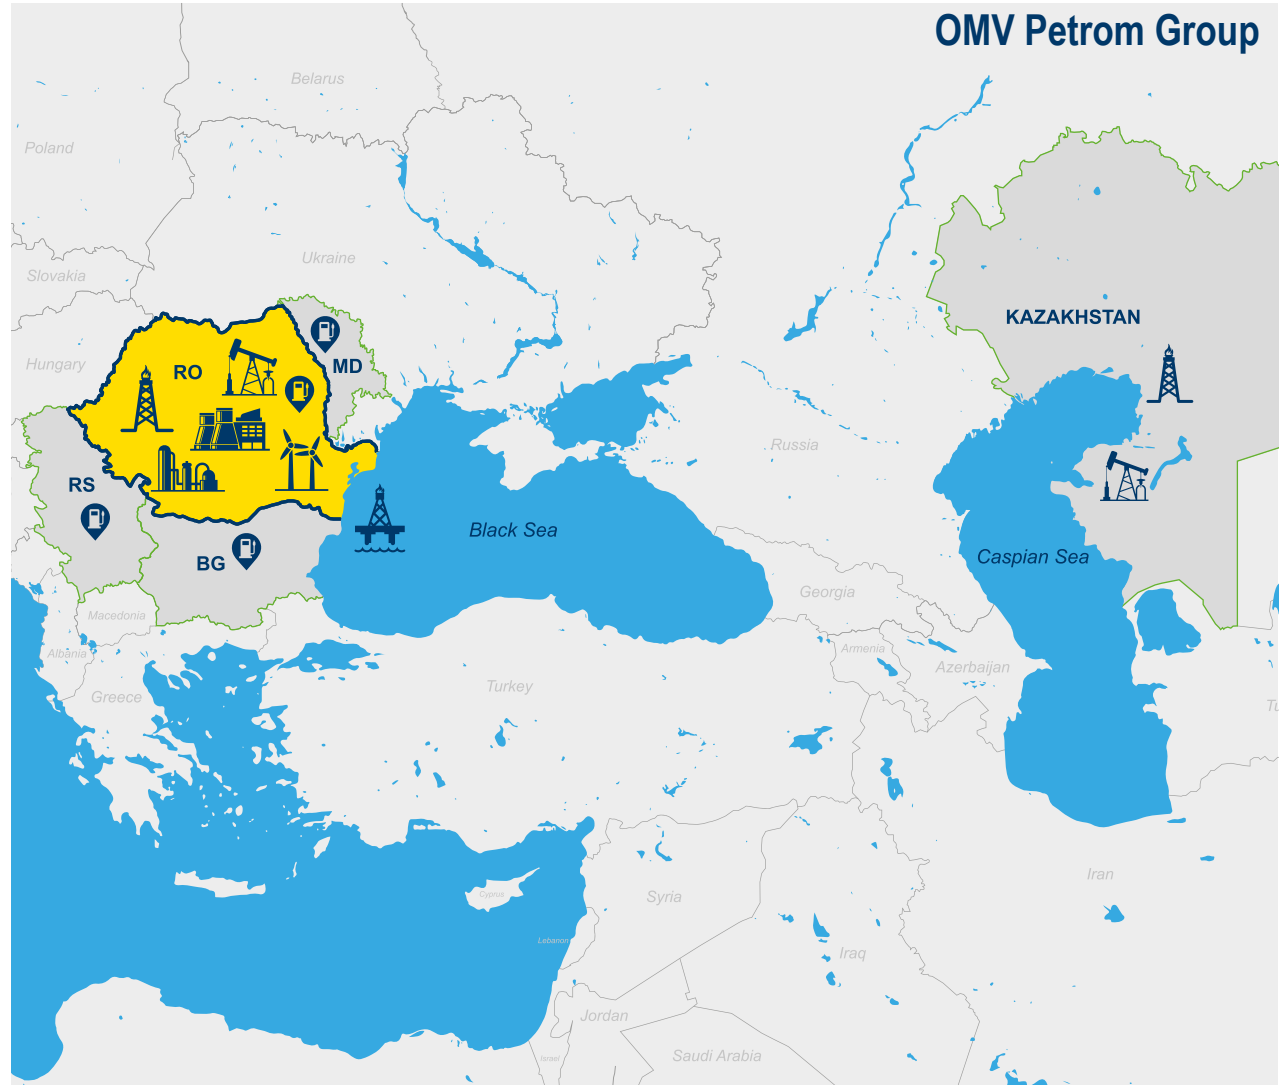 OMV Petrom Group
Belarus
Poland
Ukraine
Slovakia
KAZAKHSTAN
Hungary
RO
MD
Russia
RS
Black Sea
Caspian Sea
BG
Georgia
Macedonia
Armenia
Albania
Azerbaijan
Turkey
Greece
Tu
Iran
Cyprus
Syria
Lebanon
Iraq
Jordan
Israel
Saudi Arabia